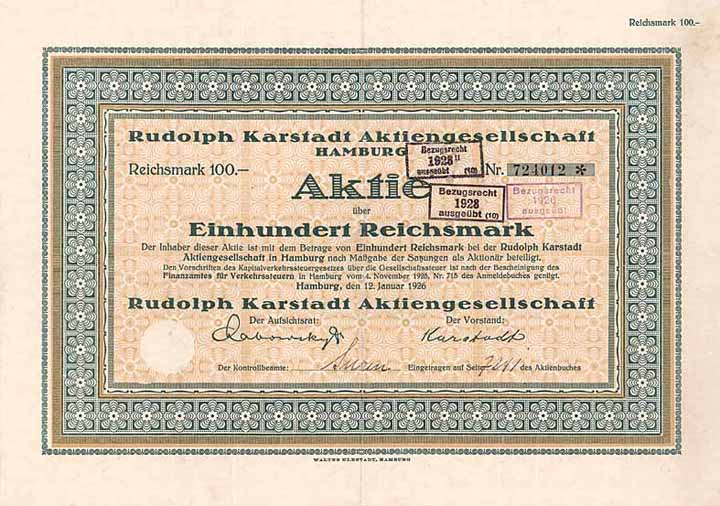 Reichsmark 100.–
Rudolph Karstadt Aktiengesellschaft
HAMBURG
Reichsmark 100.— Nr. 724012 *
Bezugsrecht
1928 II
ausgeübt (10)
Aktie
Bezugsrecht
1928
ausgeübt (10)
Bezugsrecht
1926
ausgeübt
über
Einhundert Reichsmark
Der Inhaber dieser Aktie ist mit dem Betrage von Einhundert Reichsmark bei der Rudolph Karstadt
Aktiengesellschaft in Hamburg nach Maßgabe der Satzungen als Aktionär beteiligt.
Den Vorschriften des Kapitalverkehrssteuergesetzes über die Gesellschaftssteuer ist nach der Bescheinigung des
Finanzamtes für Verkehrssteuern in Hamburg vom 4. November 1925, Nr. 715 des Anmeldebuches genügt.
Hamburg, den 12. Januar 1926
Rudolph Karstadt Aktiengesellschaft
Der Aufsichtsrat: Der Vorstand:
Karstadt
Der Kontrollbeamte: Eingetragen auf Seite des Aktienbuches
HAMBURG